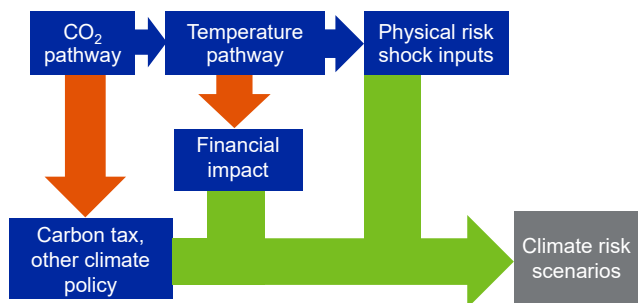 CO₂
pathway
Temperature
pathway
Physical risk
shock inputs
Financial
impact
Carbon tax,
other climate
policy
Climate risk
scenarios